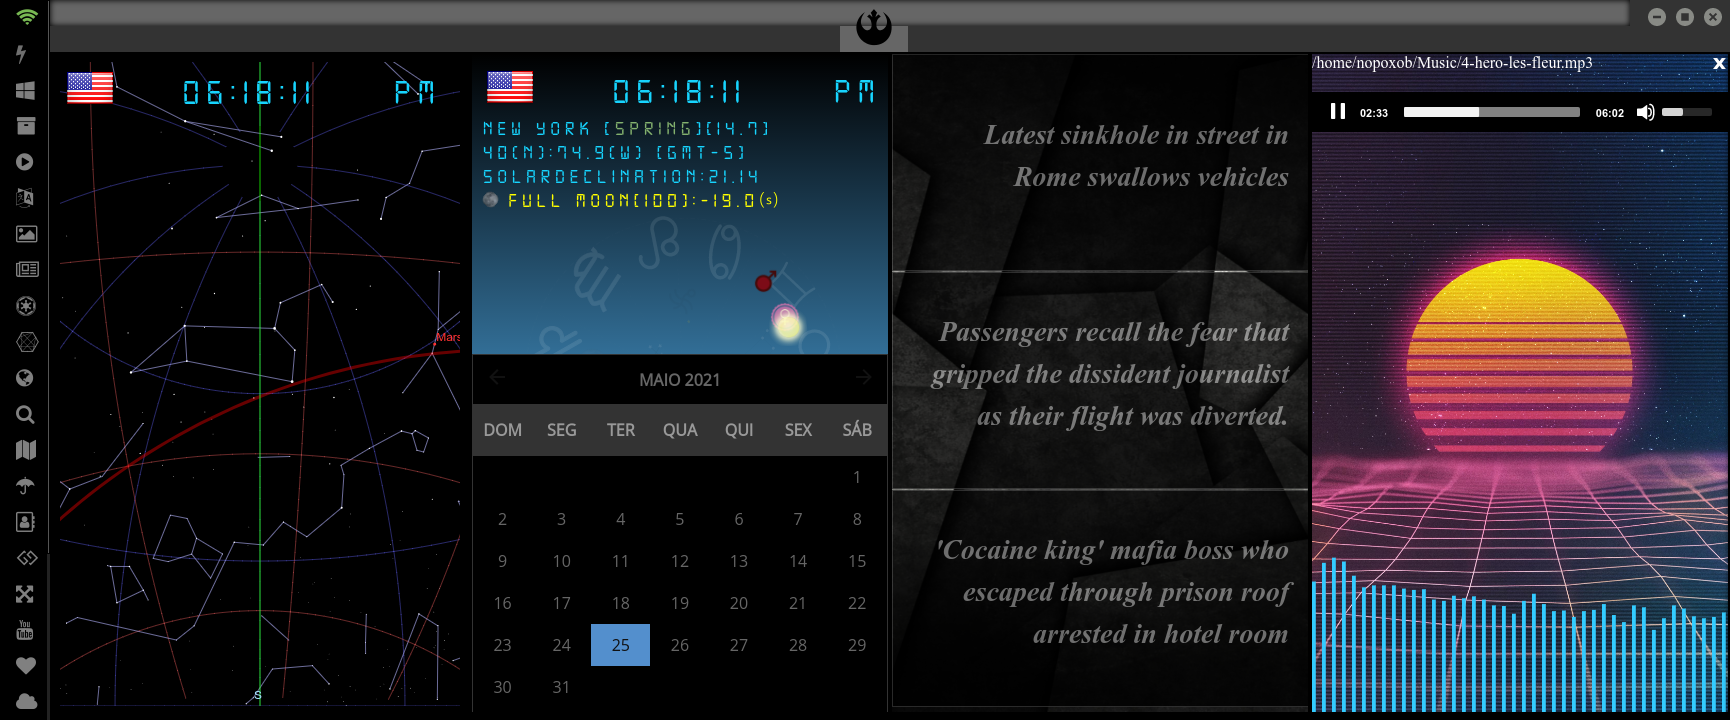 06:18:11 PM
Mars
S
06:18:11 PM
NEW YORK [SPRING][14.7]
40(N):74.9(W) [GMT-5]
SOLARDECLINATION:21.14
FULL MOON[100]:-19.0(s)
MAIO 2021
DOM SEG TER QUA QUI SEX SÁB
1
2 3 4 5 6 7 8
9 10 11 12 13 14 15
16 17 18 19 20 21 22
23 24 25 26 27 28 29
30 31
Latest sinkhole in street in
Rome swallows vehicles
Passengers recall the fear that
gripped the dissident journalist
as their flight was diverted.
'Cocaine king' mafia boss who
escaped through prison roof
arrested in hotel room
/home/nopoxob/Music/4-hero-les-fleur.mp3 x
02:33 06:02
You
Tube